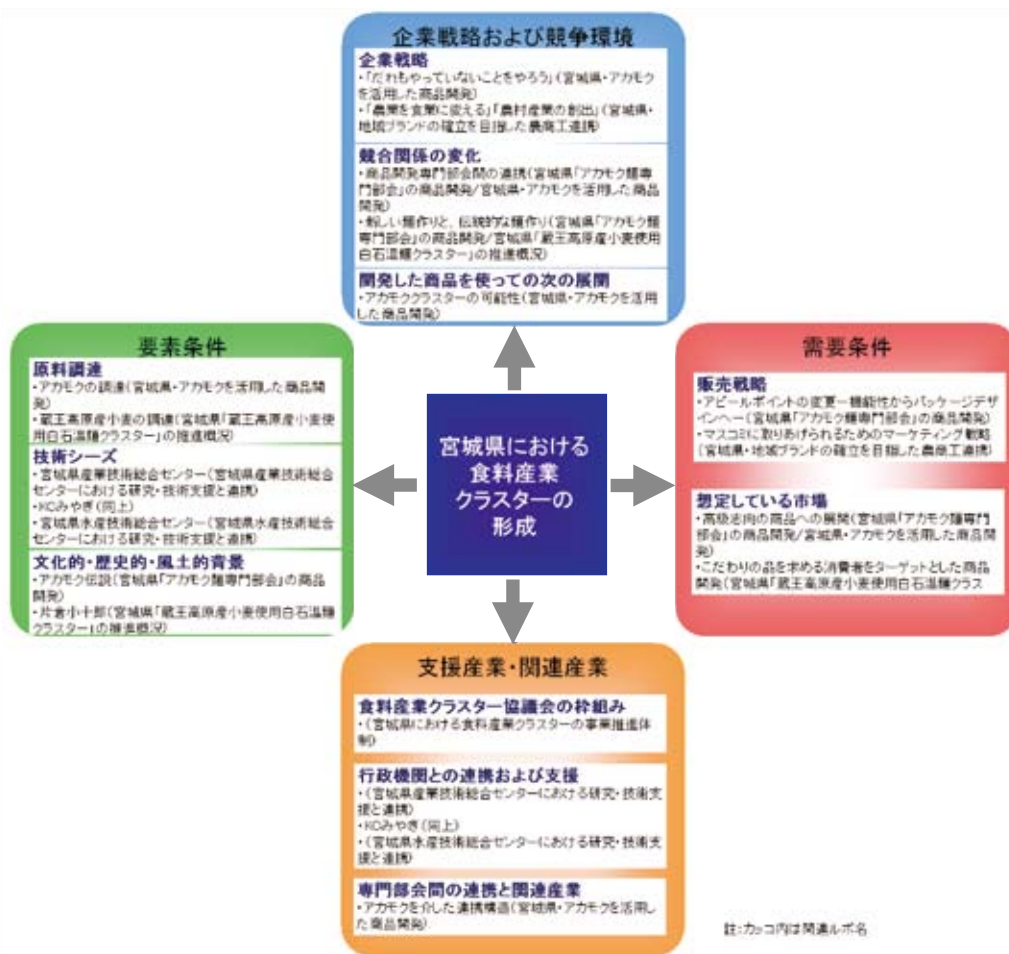 企業戦略および競争環境
企業戦略
・「だれもやっていないことをやろう」(宮城県・アカモク
を活用した商品開発)
・「農業を食業に変える」「農村産業の創出」(宮城県・
地域ブランドの確立を目指した農商工連携)
競合関係の変化
・商品開発専門部会間の連携(宮城県「アカモク麺専
門部会」の商品開発/宮城県・アカモクを活用した商品
開発)
・新しい麺作りと、伝統的な麺作り(宮城県「アカモク麺
専門部会」の商品開発/宮城県「蔵王高原産小麦使用
白石温麺クラスター」の推進概況)
開発した商品を使っての次の展開
・アカモククラスターの可能性(宮城県・アカモクを活用
した商品開発)
要素条件
原料調達
・アカモクの調達(宮城県・アカモクを活用した商品開
発)
・蔵王高原産小麦の調達(宮城県「蔵王高原産小麦使
用白石温麺クラスター」の推進概況)
技術シーズ
・宮城県産業技術総合センター(宮城県産業技術総合
センターにおける研究・技術支援と連携)
・KCみやぎ(同上)
・宮城県水産技術総合センター(宮城県水産技術総合
センターにおける研究・技術支援と連携)
文化的・歴史的・風土的背景
・アカモク伝説(宮城県「アカモク麺専門部会」の商品
開発)
・片倉小十郎(宮城県「蔵王高原産小麦使用白石温麺
クラスター」の推進概況)
宮城県における
食料産業
クラスターの
形成
需要条件
販売戦略
・アピールポイントの変更－機能性からパッケージデ
ザインへ－(宮城県「アカモク麺専門部会」の商品開発)
・マスコミに取りあげられるためのマーケティング戦略
(宮城県・地域ブランドの確立を目指した農商工連携)
想定している市場
・高級志向の商品への展開(宮城県「アカモク麺専門
部会」の商品開発/宮城県・アカモクを活用した商品開
発)
・こだわりの品を求める消費者をターゲットとした商品
開発(宮城県「蔵王高原産小麦使用白石温麺クラス
支援産業・関連産業
食料産業クラスター協議会の枠組み
・(宮城県における食料産業クラスターの事業推進体
制)
行政機関との連携および支援
・(宮城県産業技術総合センターにおける研究・技術支
援と連携)
・KCみやぎ(同上)
・(宮城県水産技術総合センターにおける研究・技術支
援と連携)
専門部会間の連携と関連産業
・アカモクを介した連携構造(宮城県・アカモクを活用し
た商品開発)
註:カッコ内は関連ルポ名